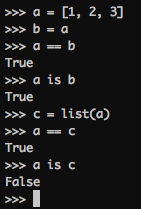 >>> a = [1, 2, 3]
>>> b = a
>>> a == b
True
>>> a is b
True
>>> c = list(a)
>>> a == c
True
>>> a is c
False
>>>